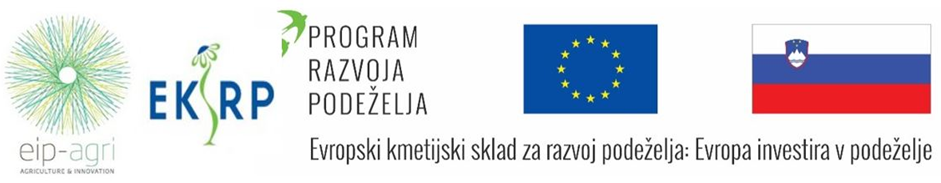 eip-agri
AGRICULTURE & INNOVATION
EKSRP
PROGRAM
RAZVOJA
PODEŽELJA
Evropski kmetijski sklad za razvoj podeželja: Evropa investira v podeželje